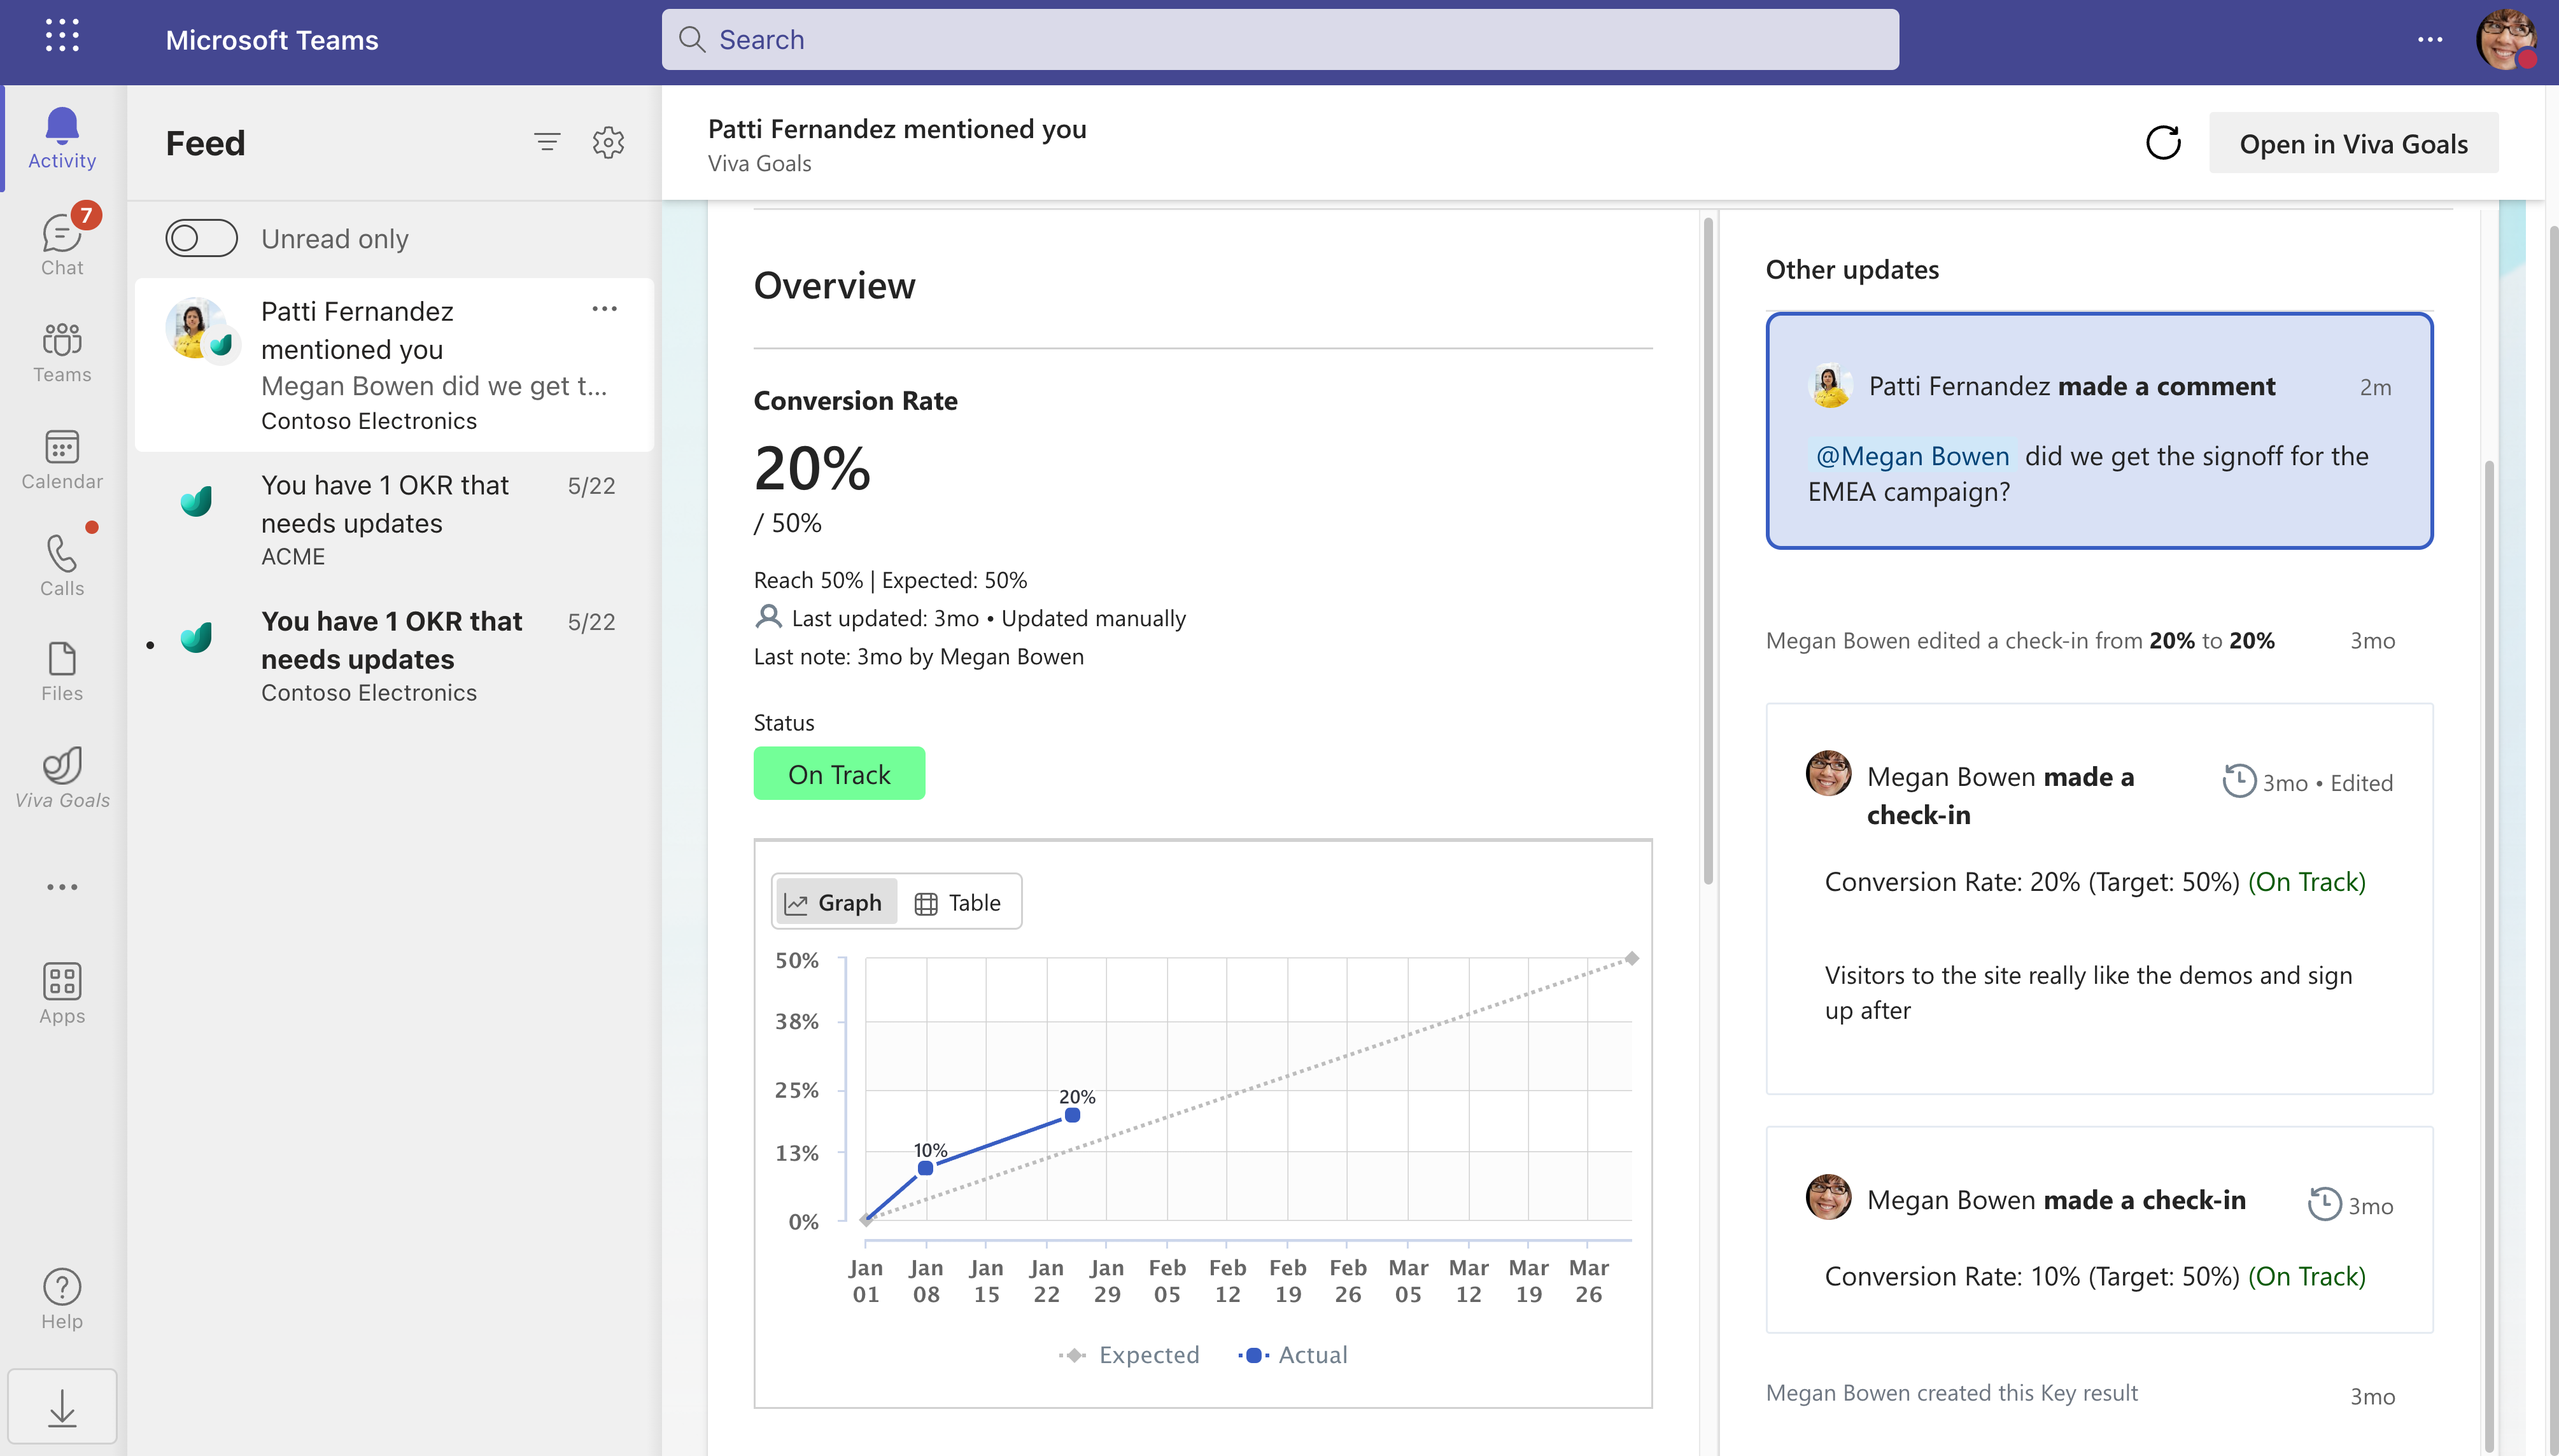 Microsoft Teams
Search
Activity
7
Chat
Teams
Calendar
Calls
Files
Viva Goals
Apps
Help
Feed
Unread only
Patti Fernandez
mentioned you
Megan Bowen did we get t...
Contoso Electronics
You have 1 OKR that
needs updates
5/22
ACME
You have 1 OKR that
needs updates
5/22
Contoso Electronics
Patti Fernandez mentioned you
Viva Goals
Open in Viva Goals
Overview
Conversion Rate
20%
/ 50%
Reach 50% | Expected: 50%
Last updated: 3mo • Updated manually
Last note: 3mo by Megan Bowen
Status
On Track
Graph
Table
50%
38%
25%
13%
0%
10%
20%
Jan 01
Jan 08
Jan 15
Jan 22
Jan 29
Feb 05
Feb 12
Feb 19
Feb 26
Mar 05
Mar 12
Mar 19
Mar 26
Expected
Actual
Other updates
Patti Fernandez made a comment
2m
@Megan Bowen did we get the signoff for the
EMEA campaign?
Megan Bowen edited a check-in from 20% to 20%
3mo
Megan Bowen made a
check-in
3mo • Edited
Conversion Rate: 20% (Target: 50%) (On Track)
Visitors to the site really like the demos and sign
up after
Megan Bowen made a check-in
3mo
Conversion Rate: 10% (Target: 50%) (On Track)
Megan Bowen created this Key result
3mo